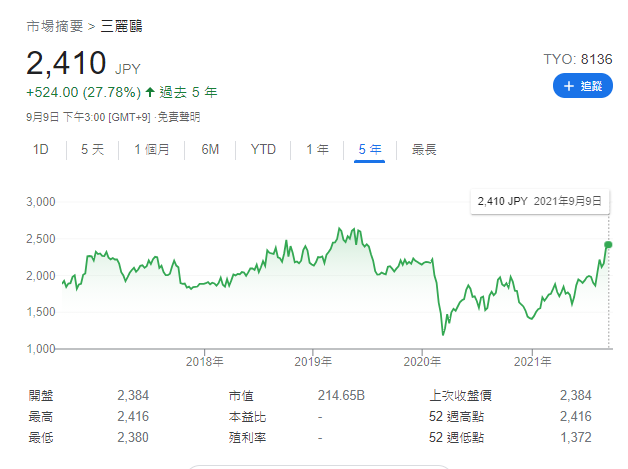 市場摘要 > 三麗鷗
2,410 JPY
TYO: 8136
+524.00 (27.78%) ↑ 過去 5 年
+ 追蹤
9月9日 下午3:00 [GMT+9] ·免責聲明
1D 5 天 1 個月 6M YTD 1 年 5 年 最長
2,410 JPY 2021年9月9日
3,000
2,500
2,000
1,500
1,000
2018年 2019年 2020年 2021年
開盤 2,384 市值 214.65B 上次收盤價 2,384
最高 2,416 本益比 - 52 週高點 2,416
最低 2,380 殖利率 - 52 週低點 1,372